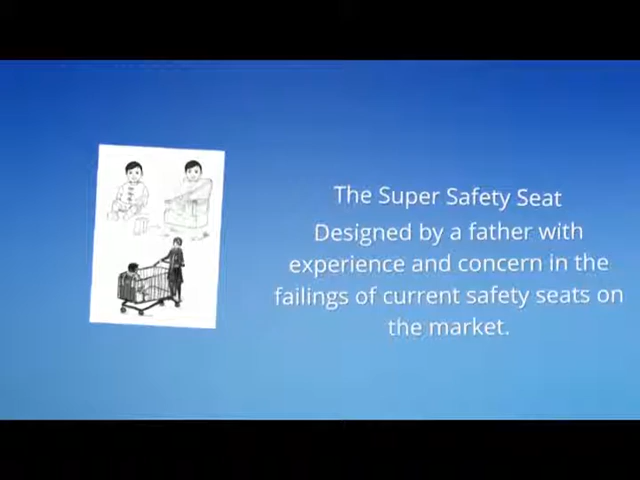 The Super Safety Seat
Designed by a father with
experience and concern in the
failings of current safety seats on
the market.